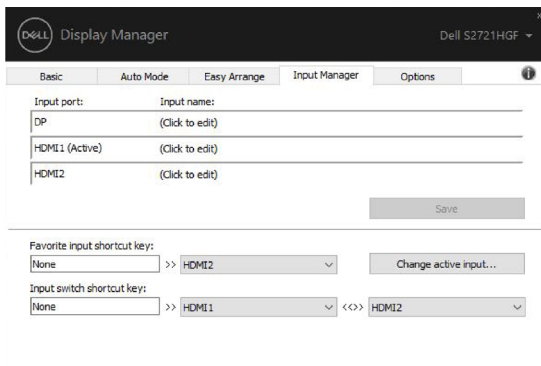 DELL Display Manager Dell S2721HGF
Basic Auto Mode Easy Arrange Input Manager Options
Input port: Input name:
DP (Click to edit)
HDMI1 (Active) (Click to edit)
HDMI2 (Click to edit)
Save
Favorite input shortcut key:
None >> HDMI2 Change active input...
Input switch shortcut key:
None >> HDMI1 <<>> HDMI2